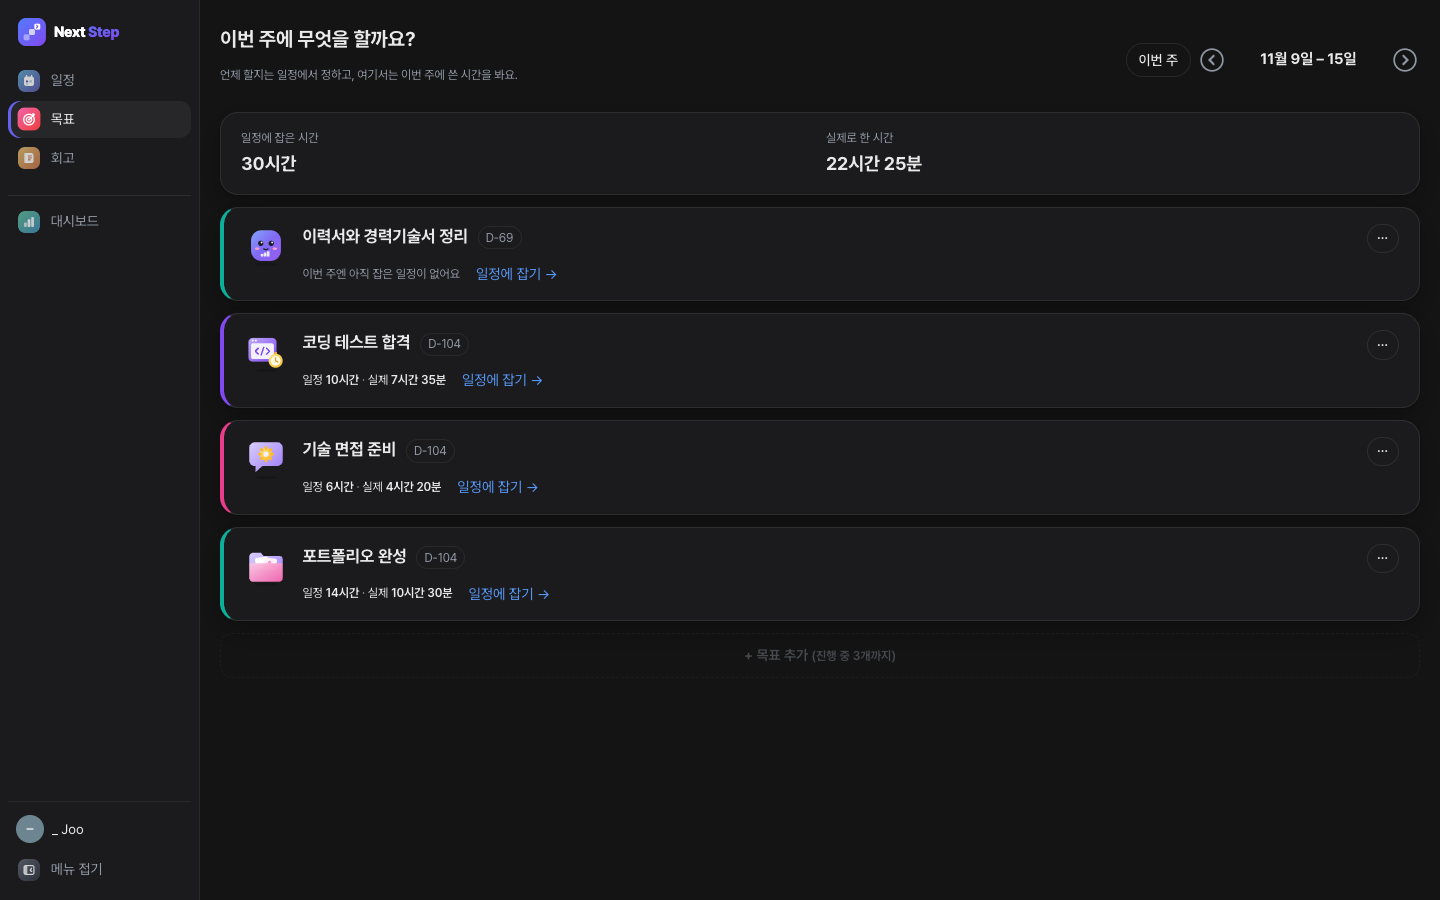 Next Step
일정
목표
회고
대시보드
_ Joo
메뉴 접기
이번 주에 무엇을 할까요?
언제 할지는 일정에서 정하고, 여기서는 이번 주에 쓴 시간을 봐요.
이번 주
11월 9일 – 15일
일정에 잡은 시간
30시간
실제로 한 시간
22시간 25분
이력서와 경력기술서 정리 D-69
이번 주엔 아직 잡은 일정이 없어요 일정에 잡기 →
코딩 테스트 합격 D-104
일정 10시간 · 실제 7시간 35분 일정에 잡기 →
기술 면접 준비 D-104
일정 6시간 · 실제 4시간 20분 일정에 잡기 →
포트폴리오 완성 D-104
일정 14시간 · 실제 10시간 30분 일정에 잡기 →
+ 목표 추가 (진행 중 3개까지)